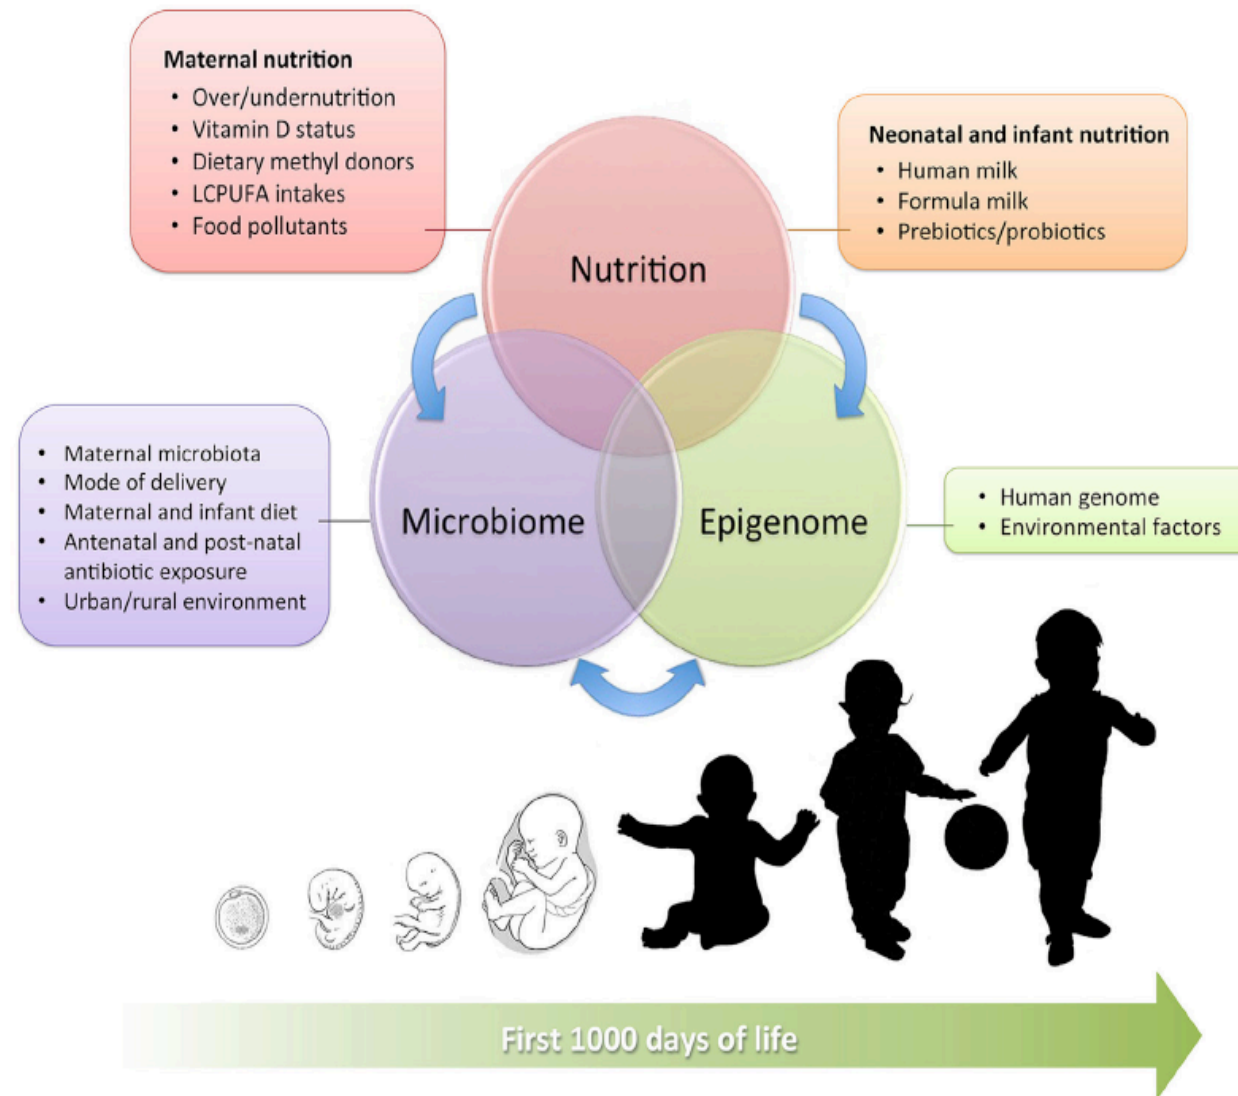 Maternal nutrition
• Over/undernutrition
• Vitamin D status
• Dietary methyl donors
• LCPUFA intakes
• Food pollutants
Neonatal and infant nutrition
• Human milk
• Formula milk
• Prebiotics/probiotics
Nutrition
• Maternal microbiota
• Mode of delivery
• Maternal and infant diet
• Antenatal and post-natal
antibiotic exposure
• Urban/rural environment
Microbiome
Epigenome
• Human genome
• Environmental factors
First 1000 days of life